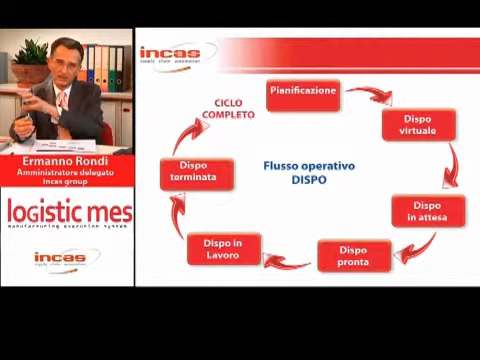 Ermanno Rondi
Amministratore delegato
Incas group
logistic mes
manufacturing execution system
incas
supply chain automation
incas
supply chain automation
CICLO
COMPLETO
Pianificazione
Dispo
virtuale
Dispo
in attesa
Dispo
pronta
Dispo in
Lavoro
Dispo
terminata
Flusso operativo
DISPO